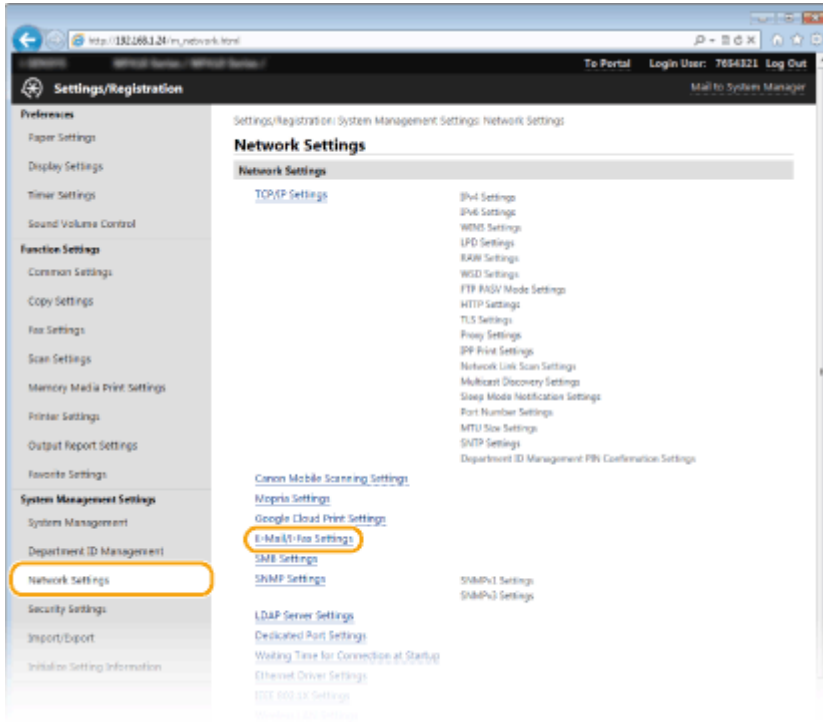 http://192.168.1.24/m_network.html
To Portal Login User: 7654321 Log Out
Settings/Registration
Mail to System Manager
Preferences
Paper Settings
Display Settings
Timer Settings
Sound Volume Control
Function Settings
Common Settings
Copy Settings
Fax Settings
Scan Settings
Memory Media Print Settings
Printer Settings
Output Report Settings
Favorite Settings
System Management Settings
System Management
Department ID Management
Network Settings
Security Settings
Import/Export
Initialize Setting Information
Settings/Registration: System Management Settings: Network Settings
Network Settings
Network Settings
TCP/IP Settings
IPv4 Settings
IPv6 Settings
WINS Settings
LPD Settings
RAW Settings
WSD Settings
FTP PASV Mode Settings
HTTP Settings
TLS Settings
Proxy Settings
IPP Print Settings
Network Link Scan Settings
Multicast Discovery Settings
Sleep Mode Notification Settings
Port Number Settings
MTU Size Settings
SNTP Settings
Department ID Management PIN Confirmation Settings
Canon Mobile Scanning Settings
Mopria Settings
Google Cloud Print Settings
E-Mail/I-Fax Settings
SMB Settings
SNMP Settings
SNMPv1 Settings
SNMPv3 Settings
LDAP Server Settings
Dedicated Port Settings
Waiting Time for Connection at Startup
Ethernet Driver Settings
IEEE 802.1X Settings